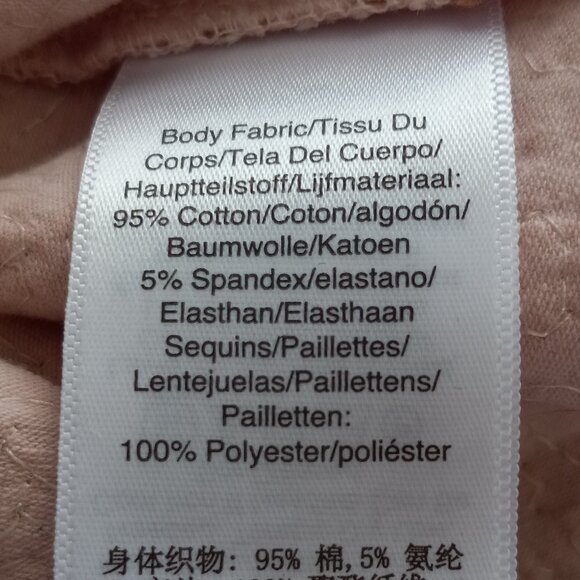 Body Fabric/Tissu Du
Corps/Tela Del Cuerpo/
Hauptteilstoff/Lijfmateriaal:
95% Cotton/Coton/algodón/
Baumwolle/Katoen
5% Spandex/elastano/
Elasthan/Elasthaan
Sequins/Paillettes/
Lentejuelas/Paillettens/
Pailletten:
100% Polyester/poliéster
身体织物: 95% 棉,5% 氨纶